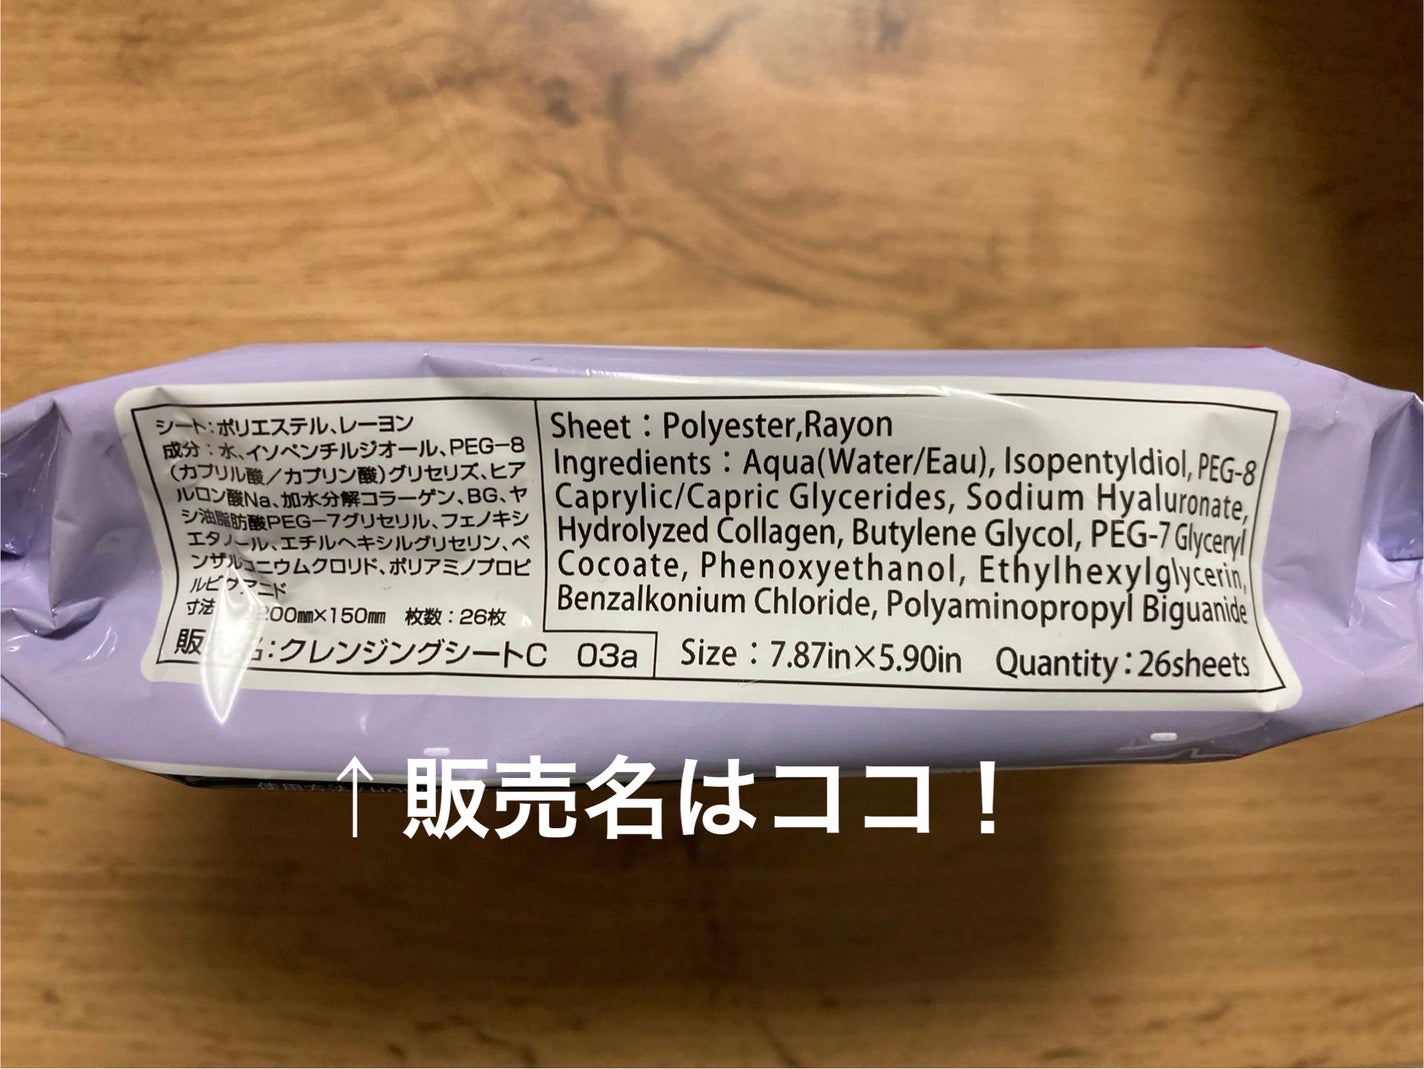 シート:ポリエステル、レーヨン
成分:水、イソペンチルジオール、PEG-8
(カプリル酸/カプリン酸)グリセリズ、ヒア
ルロン酸Na、加水分解コラーゲン、BG、ヤ
シ油脂肪酸PEG-7グリセリル、フェノキシ
エタノール、エチルヘキシルグリセリン、ベ
ンザルコニウムクロリド、ポリアミノプロピ
ルビグアニド
寸法 200mm×150mm 枚数:26枚
販 名:クレンジングシートC 03a
Sheet:Polyester,Rayon
Ingredients:Aqua(Water/Eau), Isopentyldiol, PEG-8
Caprylic/Capric Glycerides, Sodium Hyaluronate,
Hydrolyzed Collagen, Butylene Glycol, PEG-7 Glyceryl
Cocoate, Phenoxyethanol, Ethylhexylglycerin,
Benzalkonium Chloride, Polyaminopropyl Biguanide
Size:7.87in×5.90in Quantity:26sheets
↑販売名はココ!